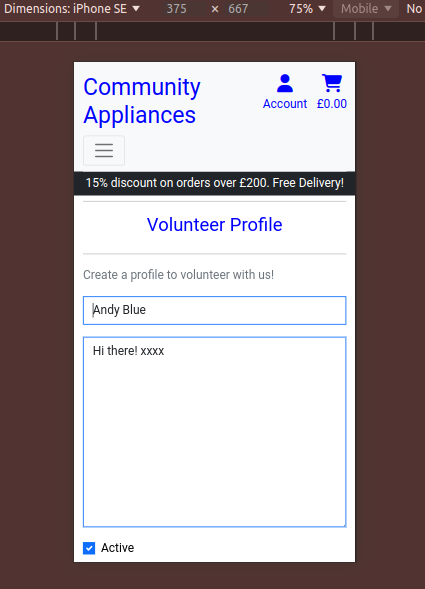 Dimensions: iPhone SE 375 × 667 75% Mobile No
Community
Appliances
Account £0.00
15% discount on orders over £200. Free Delivery!
Volunteer Profile
Create a profile to volunteer with us!
Andy Blue
Hi there! xxxx
Active